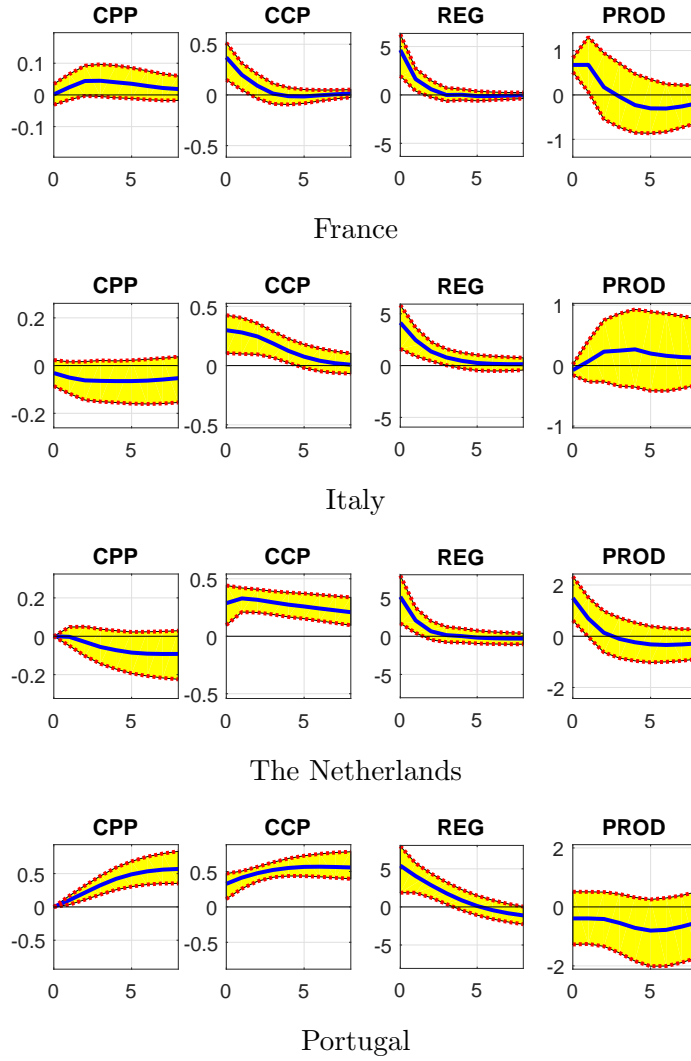 CPP CCP REG PROD
0.1 0.5 5 1
0 0 0 0
-0.1 -0.5 -5 -1
0 5 0 5 0 5 0 5
France
CPP CCP REG PROD
0.2 0.5 5 1
0 0 0 0
-0.2 -0.5 -5 -1
0 5 0 5 0 5 0 5
Italy
CPP CCP REG PROD
0.2 0.5 5 2
0 0 0 0
-0.2 -0.5 -5 -2
0 5 0 5 0 5 0 5
The Netherlands
CPP CCP REG PROD
0.5 0.5 5 2
0 0 0 0
-0.5 -0.5 -5 -2
0 5 0 5 0 5 0 5
Portugal